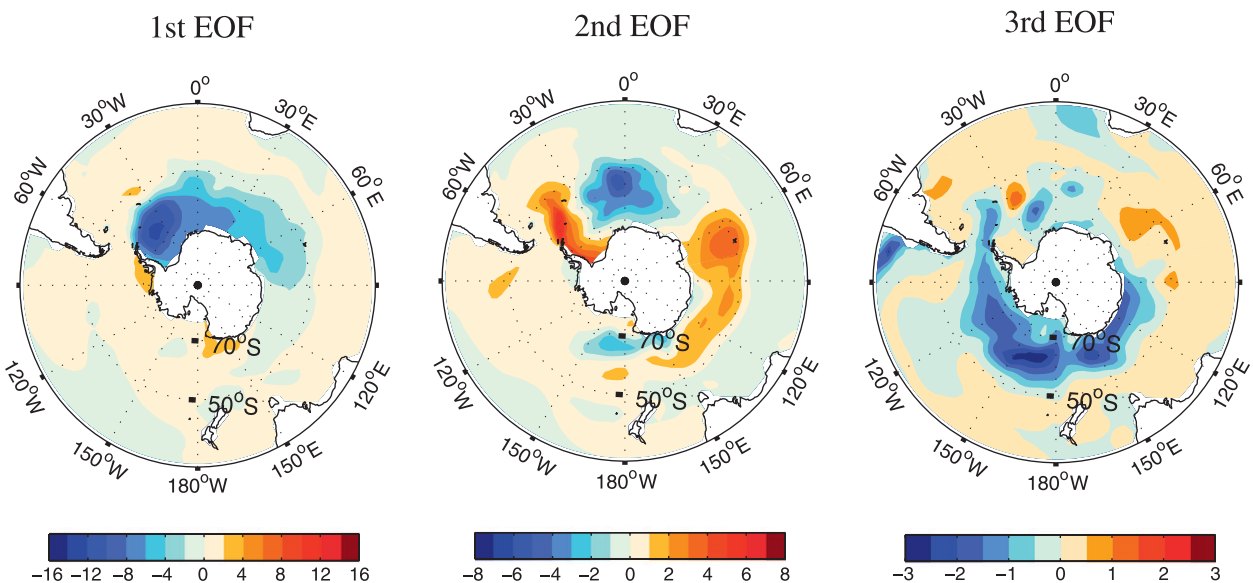 1st EOF 2nd EOF 3rd EOF
0° 0° 0°
30°W 30°E 30°W 30°E 30°W 30°E
60°W 60°E 60°W 60°E 60°W 60°E
70°S 70°S 70°S
50°S 50°S 50°S
120°W 120°E 120°W 120°E 120°W 120°E
150°W 150°E 150°W 150°E 150°W 150°E
180°W 180°W 180°W
−16 −12 −8 −4 0 4 8 12 16 −8 −6 −4 −2 0 2 4 6 8 −3 −2 −1 0 1 2 3